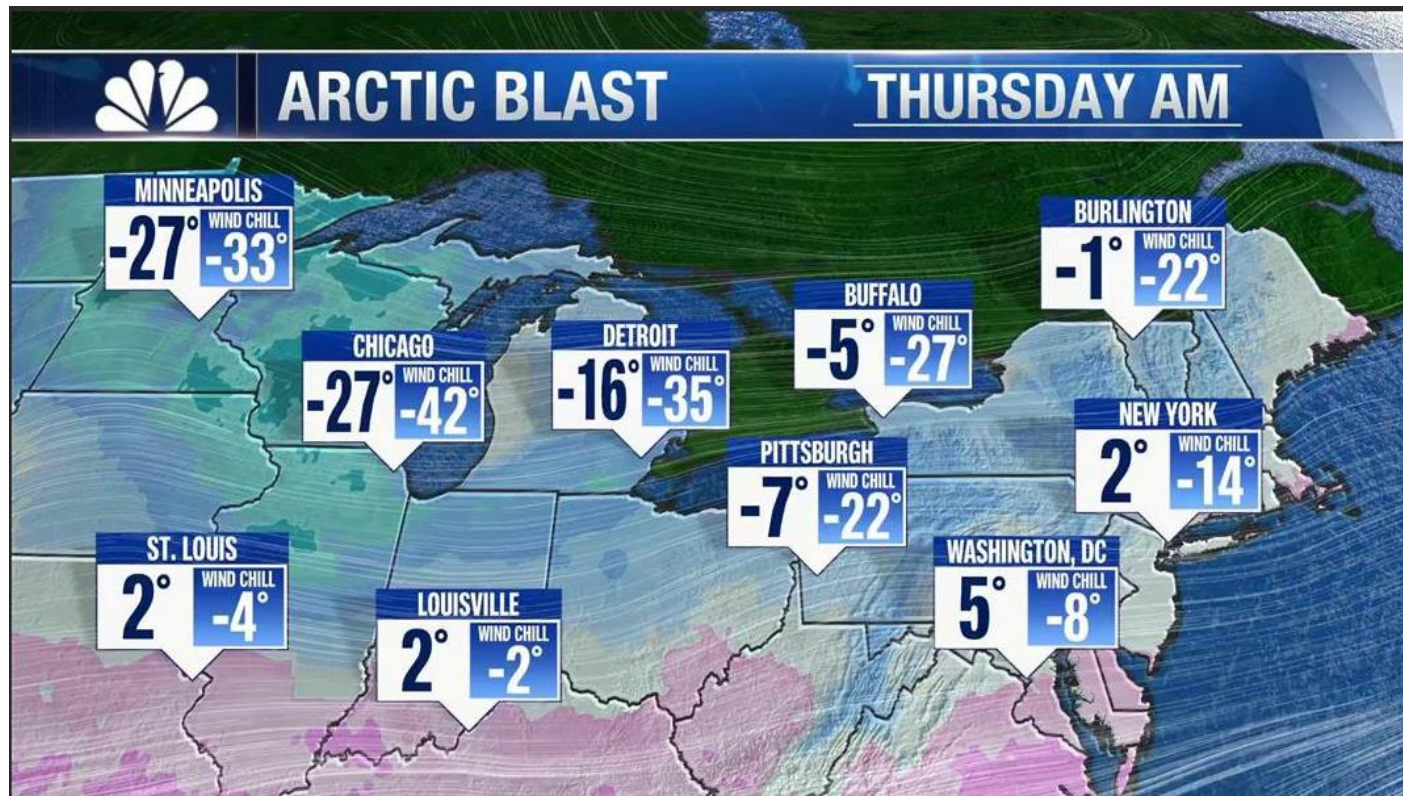 ARCTIC BLAST
THURSDAY AM
MINNEAPOLIS
-27° WIND CHILL -33°
BURLINGTON
-1° WIND CHILL -22°
BUFFALO
-5° WIND CHILL -27°
CHICAGO
-27° WIND CHILL -42°
DETROIT
-16° WIND CHILL -35°
NEW YORK
2° WIND CHILL -14°
PITTSBURGH
-7° WIND CHILL -22°
ST. LOUIS
2° WIND CHILL -4°
WASHINGTON, DC
5° WIND CHILL -8°
LOUISVILLE
2° WIND CHILL -2°